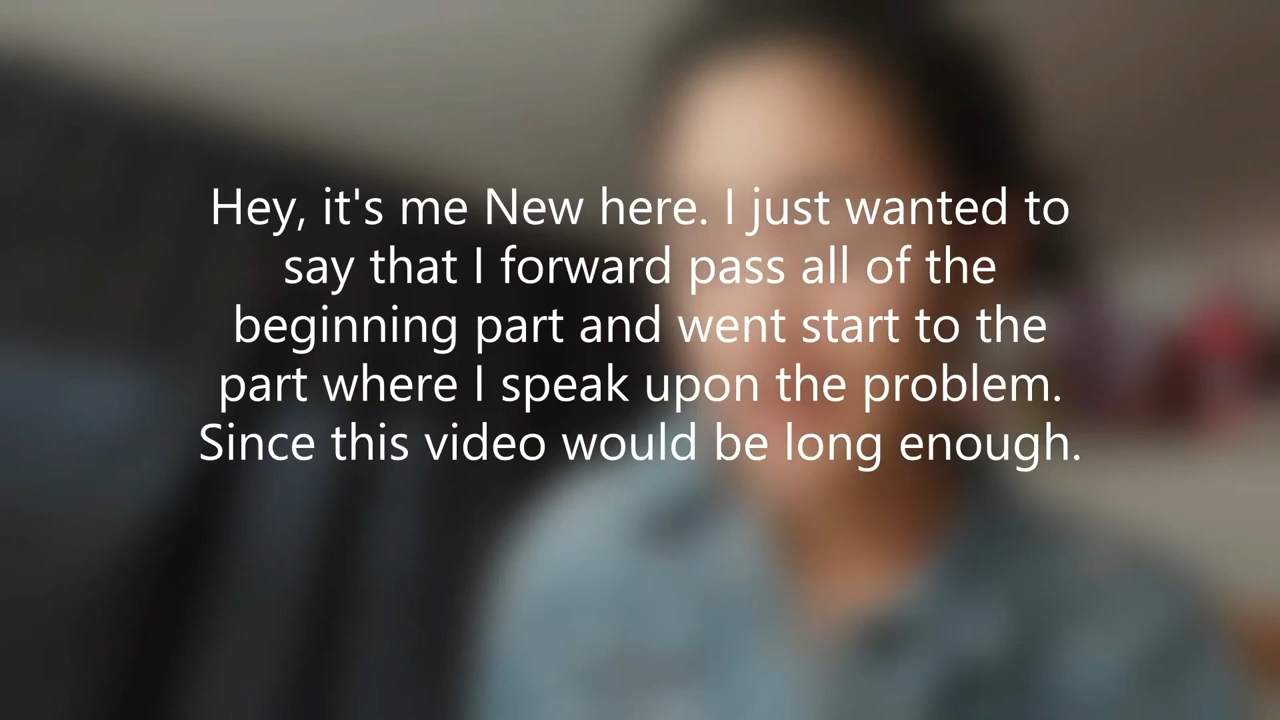 Hey, it's me New here. I just wanted to
say that I forward pass all of the
beginning part and went start to the
part where I speak upon the problem.
Since this video would be long enough.